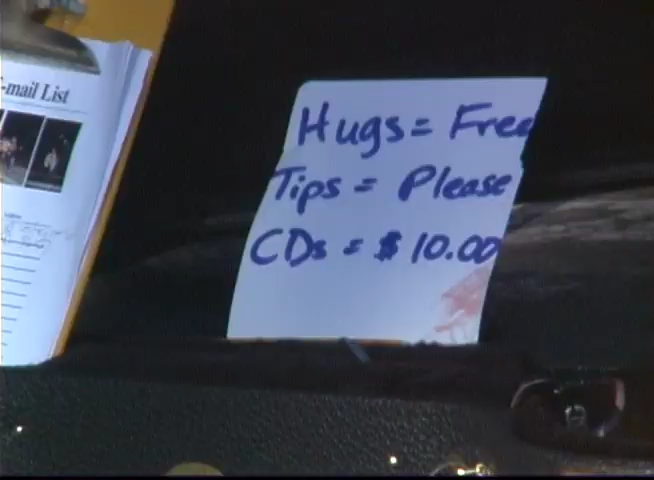 -mail List
Hugs = Free
Tips = Please
CDs = $10.00